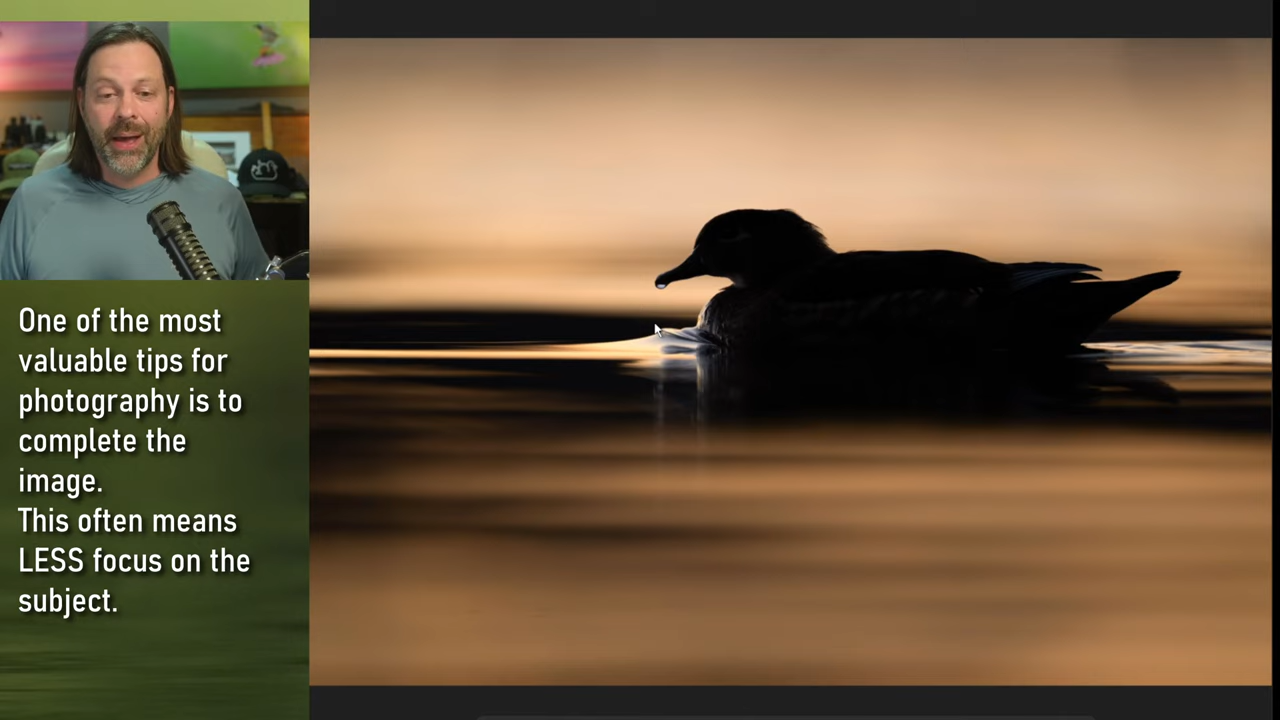 One of the most
valuable tips for
photography is to
complete the
image.
This often means
LESS focus on the
subject.